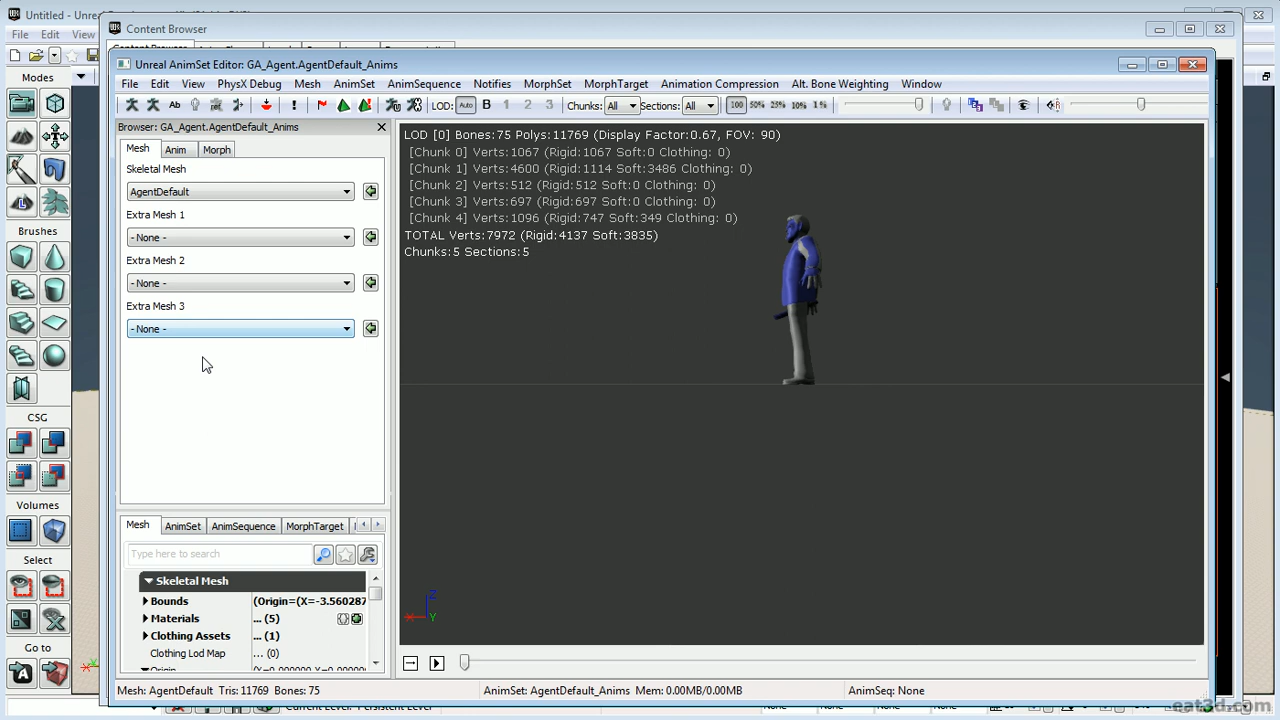 Untitled - Unreal
File Edit View
Content Browser
Unreal AnimSet Editor: GA_Agent.AgentDefault_Anims
File Edit View PhysX Debug Mesh AnimSet AnimSequence Notifies MorphSet MorphTarget Animation Compression Alt. Bone Weighting Window
Ab LOD: Auto B 1 2 3 Chunks: All Sections: All 100 50% 25% 10% 1%
Modes
Brushes
CSG
Volumes
Select
Go to
Browser: GA_Agent.AgentDefault_Anims
Mesh Anim Morph
Skeletal Mesh
AgentDefault
Extra Mesh 1
- None -
Extra Mesh 2
- None -
Extra Mesh 3
- None -
Mesh AnimSet AnimSequence MorphTarget
Type here to search
Skeletal Mesh
Bounds (Origin=(X=-3.560287
Materials ... (5)
Clothing Assets ... (1)
Clothing Lod Map ... (0)
LOD [0] Bones:75 Polys:11769 (Display Factor:0.67, FOV: 90)
[Chunk 0] Verts:1067 (Rigid:1067 Soft:0 Clothing: 0)
[Chunk 1] Verts:4600 (Rigid:1114 Soft:3486 Clothing: 0)
[Chunk 2] Verts:512 (Rigid:512 Soft:0 Clothing: 0)
[Chunk 3] Verts:697 (Rigid:697 Soft:0 Clothing: 0)
[Chunk 4] Verts:1096 (Rigid:747 Soft:349 Clothing: 0)
TOTAL Verts:7972 (Rigid:4137 Soft:3835)
Chunks:5 Sections:5
Z
X Y
Mesh: AgentDefault Tris: 11769 Bones: 75 AnimSet: AgentDefault_Anims Mem: 0.00MB/0.00MB AnimSeq: None
eat3d.com